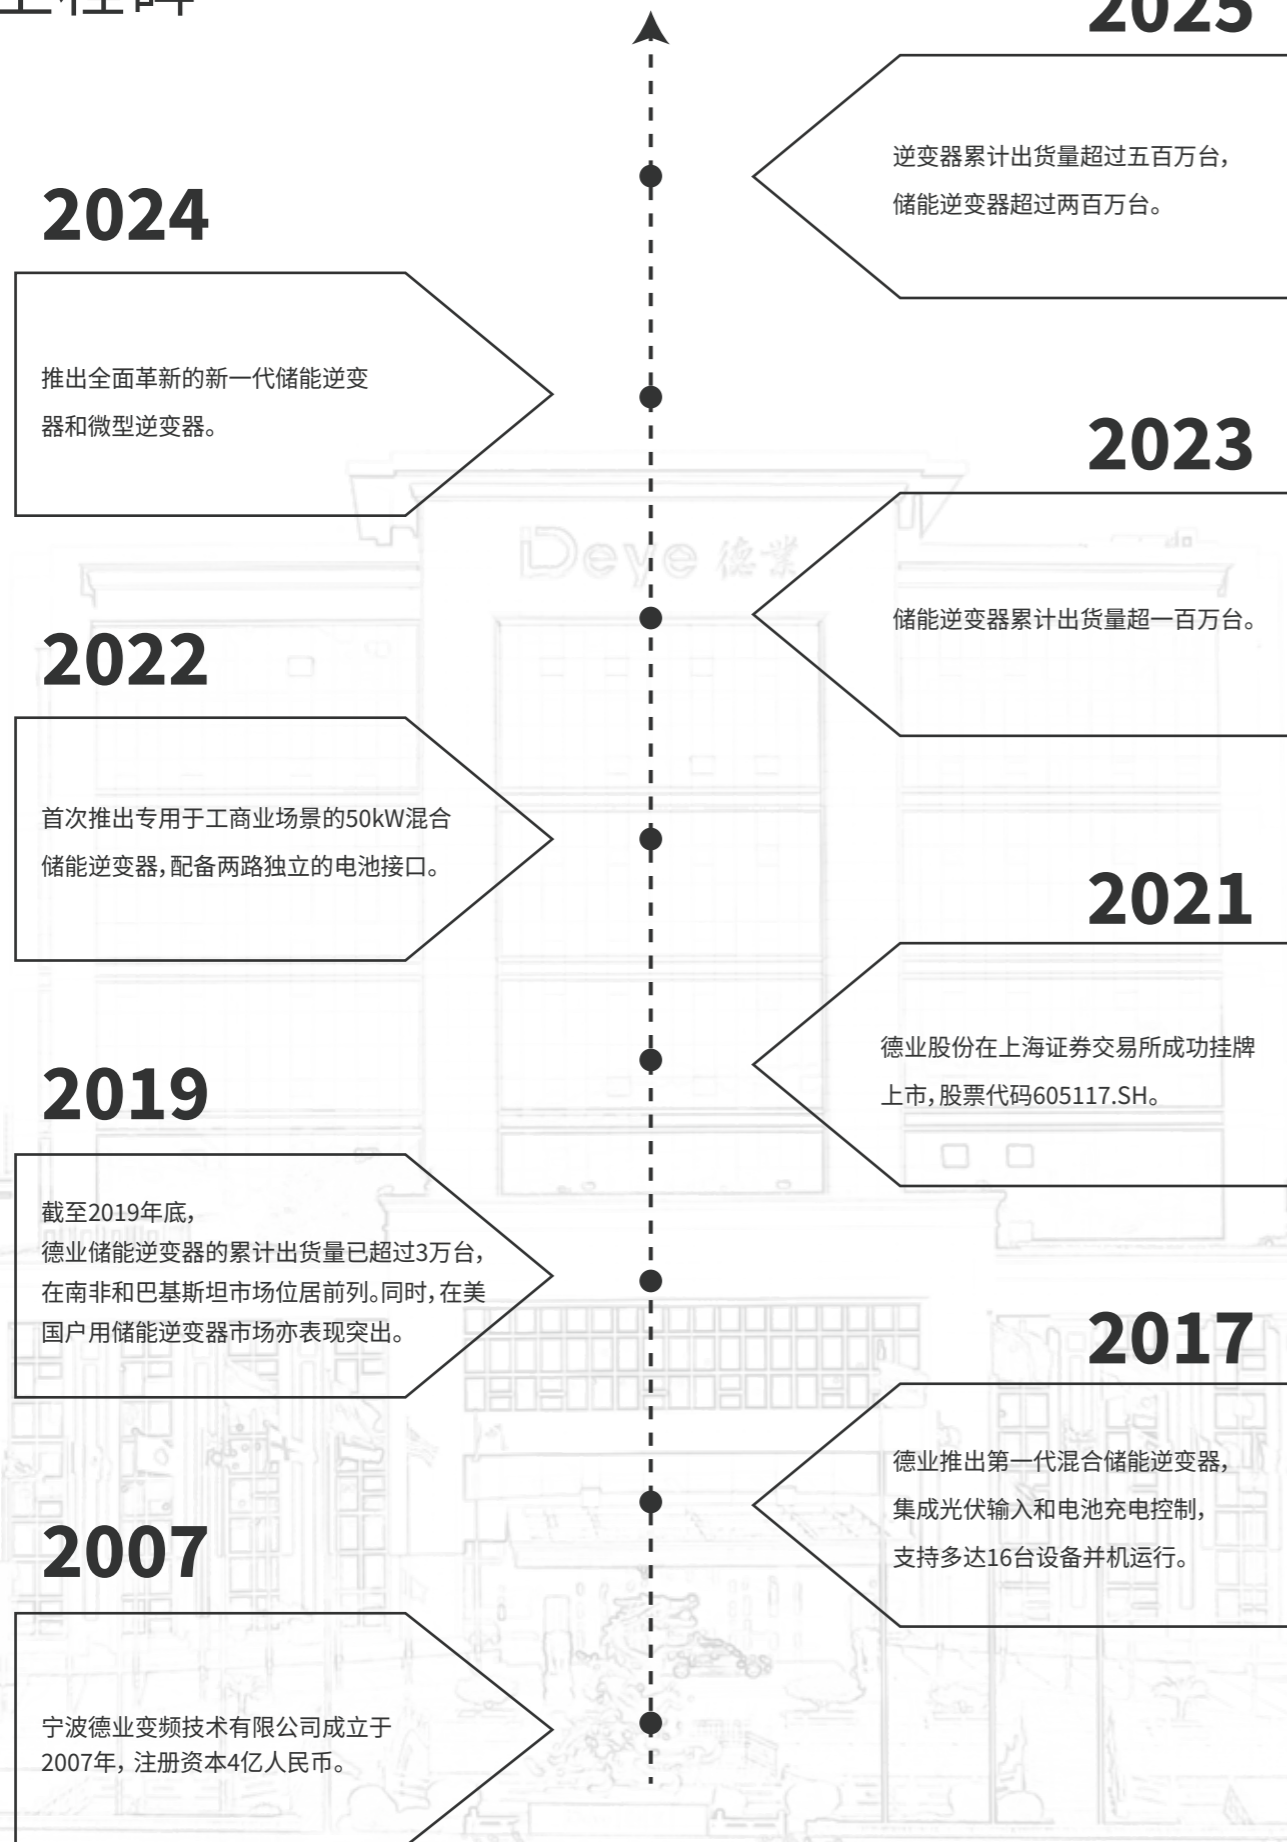 里程碑
2025
逆变器累计出货量超过五百万台，
储能逆变器超过两百万台。
2024
推出全面革新的新一代储能逆变
器和微型逆变器。
2023
储能逆变器累计出货量超一百万台。
Deye 德業
2022
首次推出专用于工商业场景的50kW混合
储能逆变器，配备两路独立的电池接口。
2021
德业股份在上海证券交易所成功挂牌
上市，股票代码605117.SH。
2019
截至2019年底，
德业储能逆变器的累计出货量已超过3万台，
在南非和巴基斯坦市场位居前列。同时，在美
国户用储能逆变器市场亦表现突出。
2017
德业推出第一代混合储能逆变器，
集成光伏输入和电池充电控制，
支持多达16台设备并机运行。
2007
宁波德业变频技术有限公司成立于
2007年，注册资本4亿人民币。